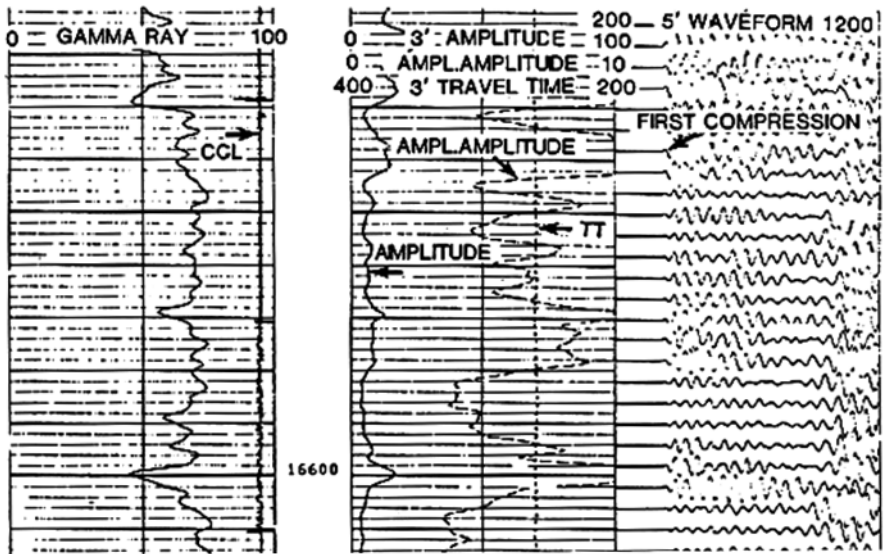 200 5' WAVEFORM 1200
0 GAMMA RAY 100 0 3' AMPLITUDE 100
0 AMPL.AMPLITUDE 10
400 3' TRAVEL TIME 200
FIRST COMPRESSION
CCL AMPL.AMPLITUDE
TT
AMPLITUDE
16600